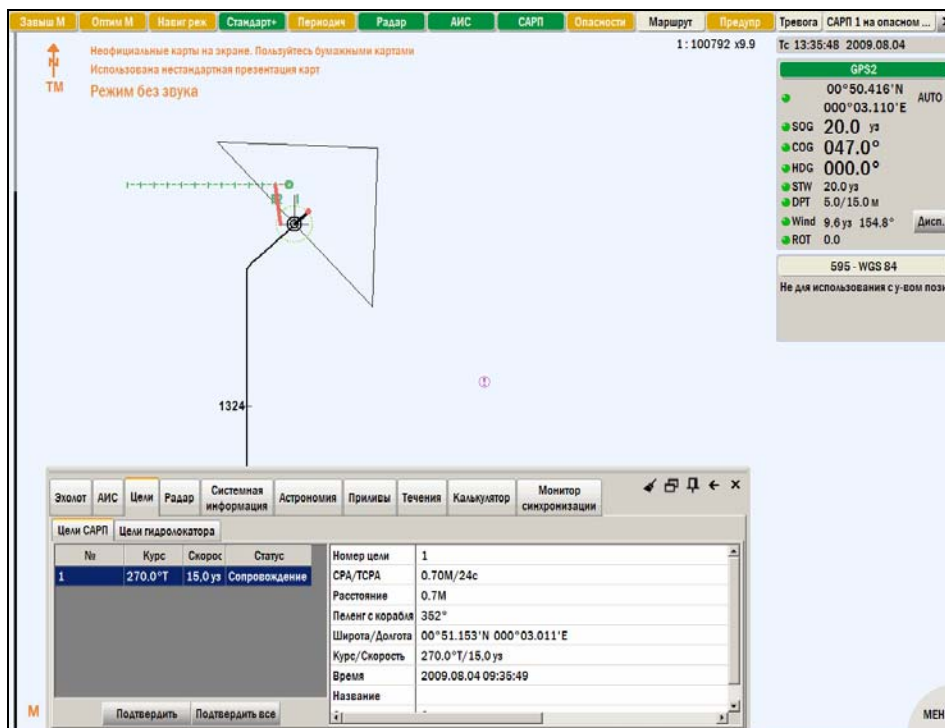 Завыш М Оптим М Навиг реж Стандарт+ Периодич Радар АИС САРП Опасности Маршрут Предупр Тревога САРП 1 на опасном ...
Неофициальные карты на экране. Пользуйтесь бумажными картами
Использована нестандартная презентация карт
Режим без звука
N
TM
1:100792 x9.9
Тс 13:35:48 2009.08.04
GPS2
00°50.416'N
000°03.110'E
AUTO
SOG 20.0 уз
COG 047.0°
HDG 000.0°
STW 20.0 уз
DPT 5.0/15.0 м
Wind 9.6 уз 154.8° Дисп.
ROT 0.0
595 - WGS 84
Не для использования с у-вом пози
1324
Эхолот АИС Цели Радар Системная информация Астрономия Приливы Течения Калькулятор Монитор синхронизации
Цели САРП Цели гидролокатора
№ Курс Скорос Статус
1 270.0°T 15,0 уз Сопровождение
Номер цели 1
CPA/TCPA 0.70М/24с
Расстояние 0.7М
Пеленг с корабля 352°
Широта/Долгота 00°51.153'N 000°03.011'E
Курс/Скорость 270.0°T/15.0 уз
Время 2009.08.04 09:35:49
Название
Подтвердить Подтвердить все
М
МЕН